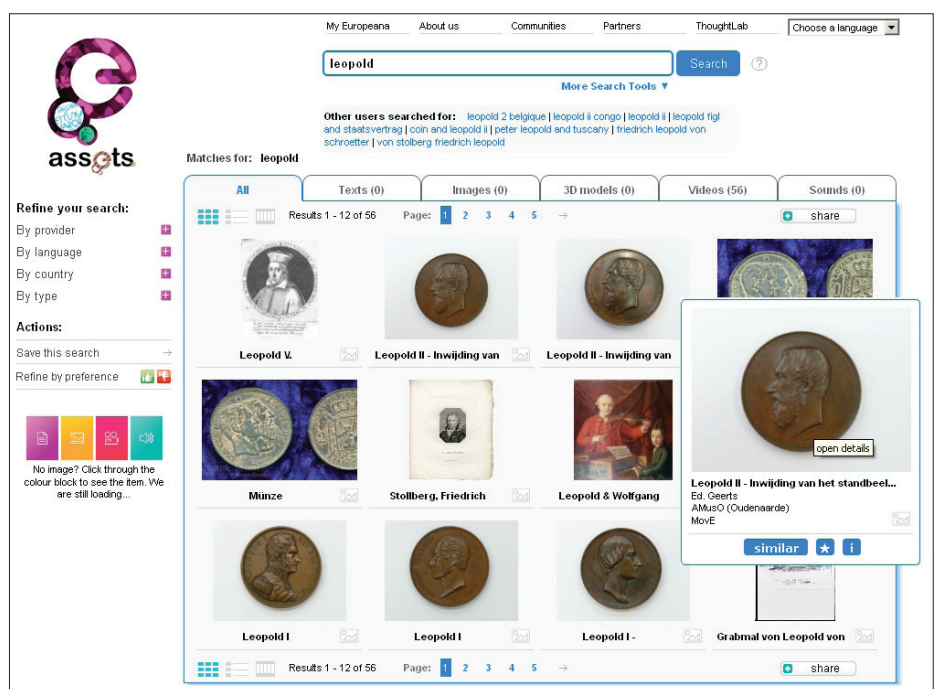 My Europeana About us Communities Partners ThoughtLab Choose a language
leopold Search ?
More Search Tools ▼
Other users searched for: leopold 2 belgique | leopold ii congo | leopold ii | leopold figl
and staatsvertrag | coin and leopold ii | peter leopold and tuscany | friedrich leopold von
schroetter | von stolberg friedrich leopold
assets
Matches for: leopold
All Texts (0) Images (0) 3D models (0) Videos (56) Sounds (0)
Results 1 - 12 of 56 Page: 1 2 3 4 5 → share
Refine your search:
By provider
By language
By country
By type
Actions:
Save this search →
Refine by preference
No image? Click through the
colour block to see the item. We
are still loading...
Leopold V.
Leopold II - Inwijding van
Leopold II - Inwijding van
open details
Leopold II - Inwijding van het standbeel...
Ed. Geerts
AMusO (Oudenaarde)
MovE
similar ★ i
Münze
Stollberg, Friedrich
Leopold & Wolfgang
Leopold I
Leopold I
Leopold I -
Grabmal von Leopold von
Results 1 - 12 of 56 Page: 1 2 3 4 5 → share